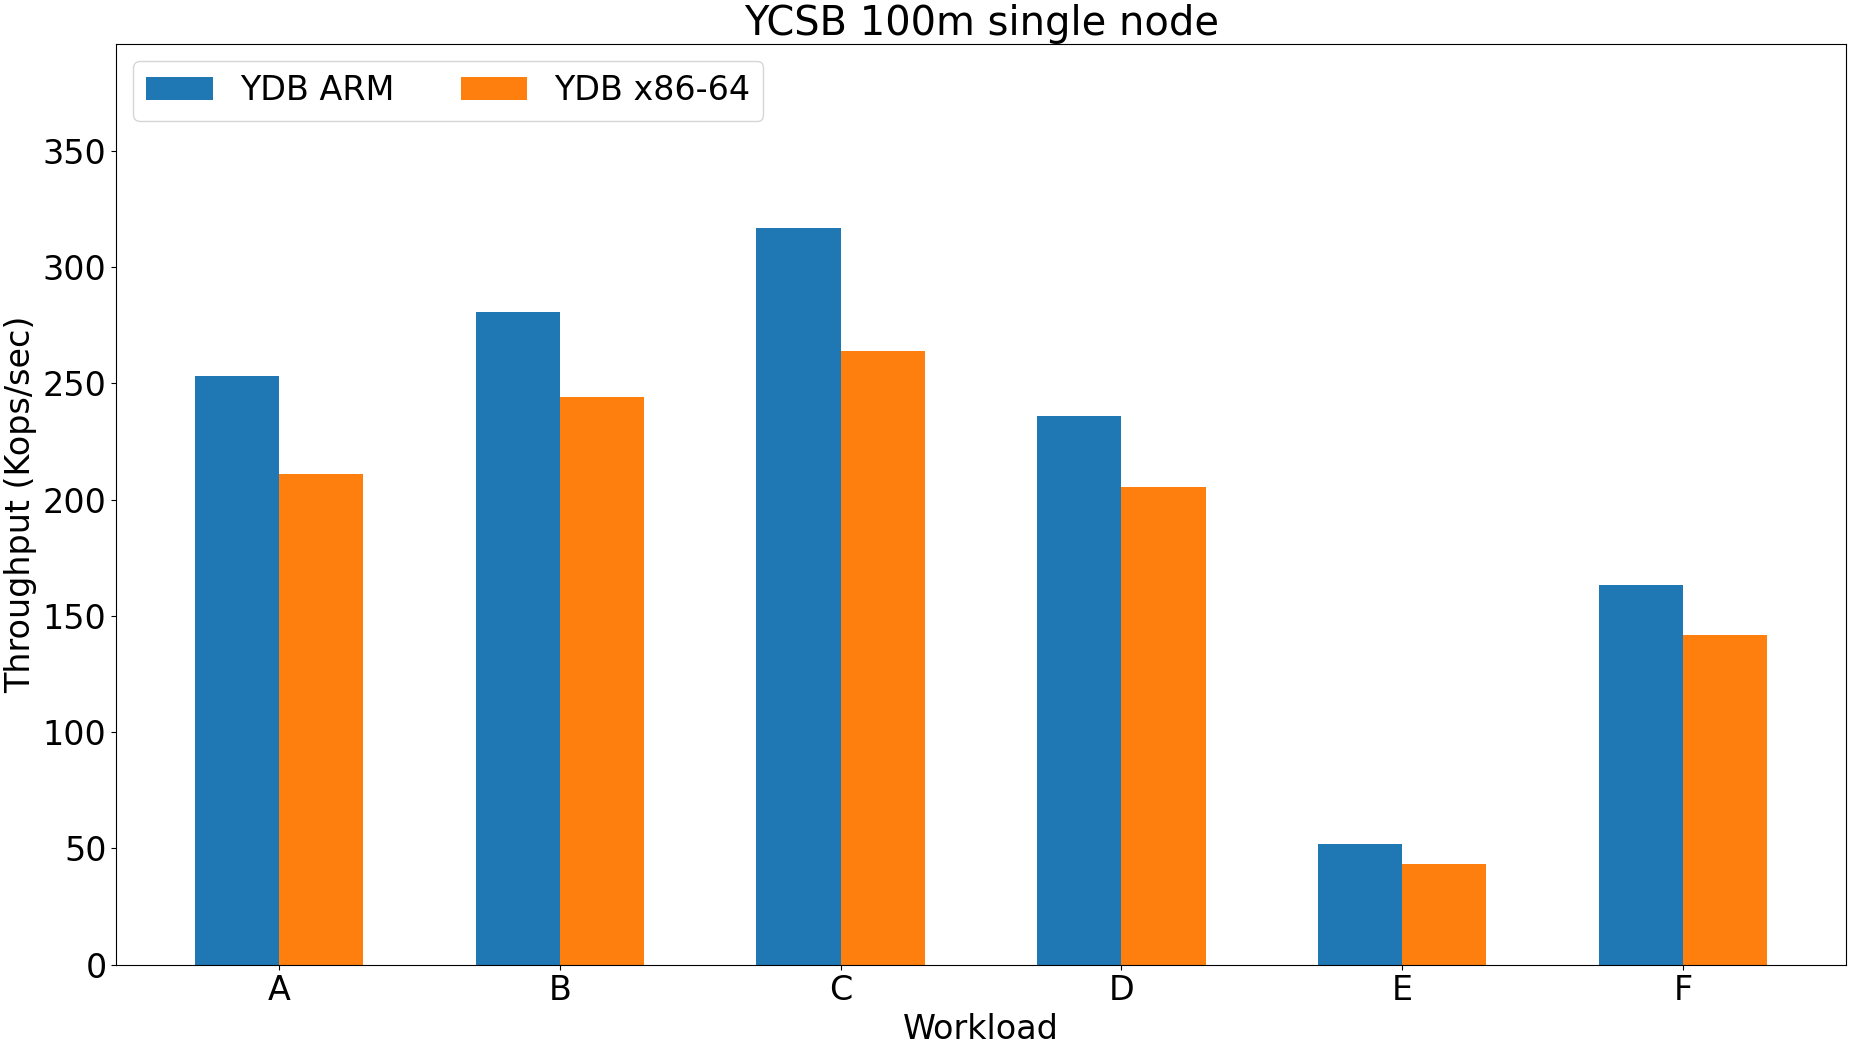 YCSB 100m single node
YDB ARM
YDB x86-64
Throughput (Kops/sec)
350
300
250
200
150
100
50
0
A B C D E F
Workload